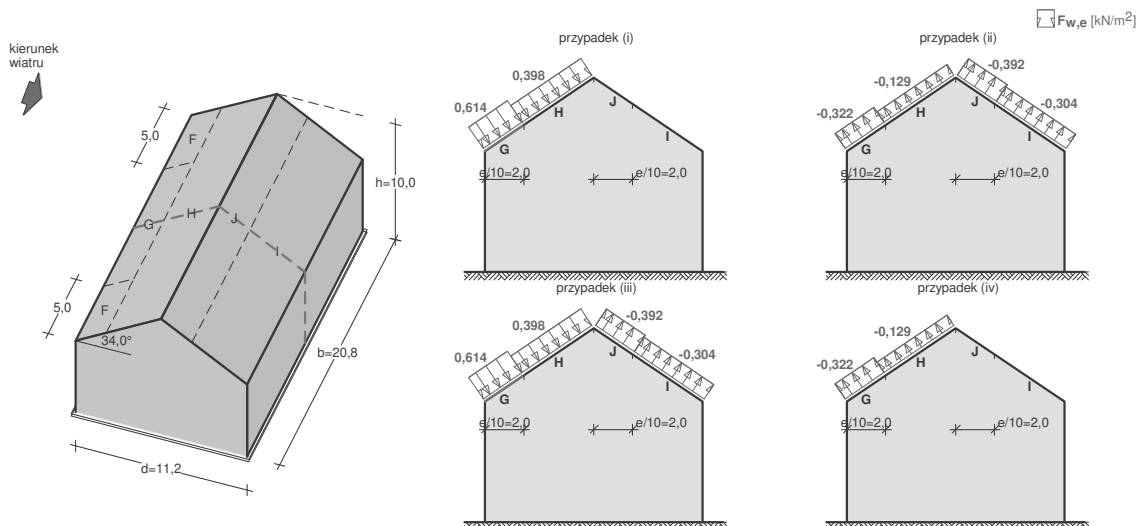 Fw,e [kN/m²]
kierunek
wiatru
5,0
F
G
H
J
I
5,0
F
34,0°
h=10,0
b=20,8
d=11,2
przypadek (i)
0,398
0,614
H
J
G
I
e/10=2,0
e/10=2,0
przypadek (ii)
-0,392
-0,129
-0,322
-0,304
H
J
G
I
e/10=2,0
e/10=2,0
przypadek (iii)
0,398
-0,392
0,614
-0,304
H
J
G
I
e/10=2,0
e/10=2,0
przypadek (iv)
-0,129
-0,322
H
J
G
I
e/10=2,0
e/10=2,0